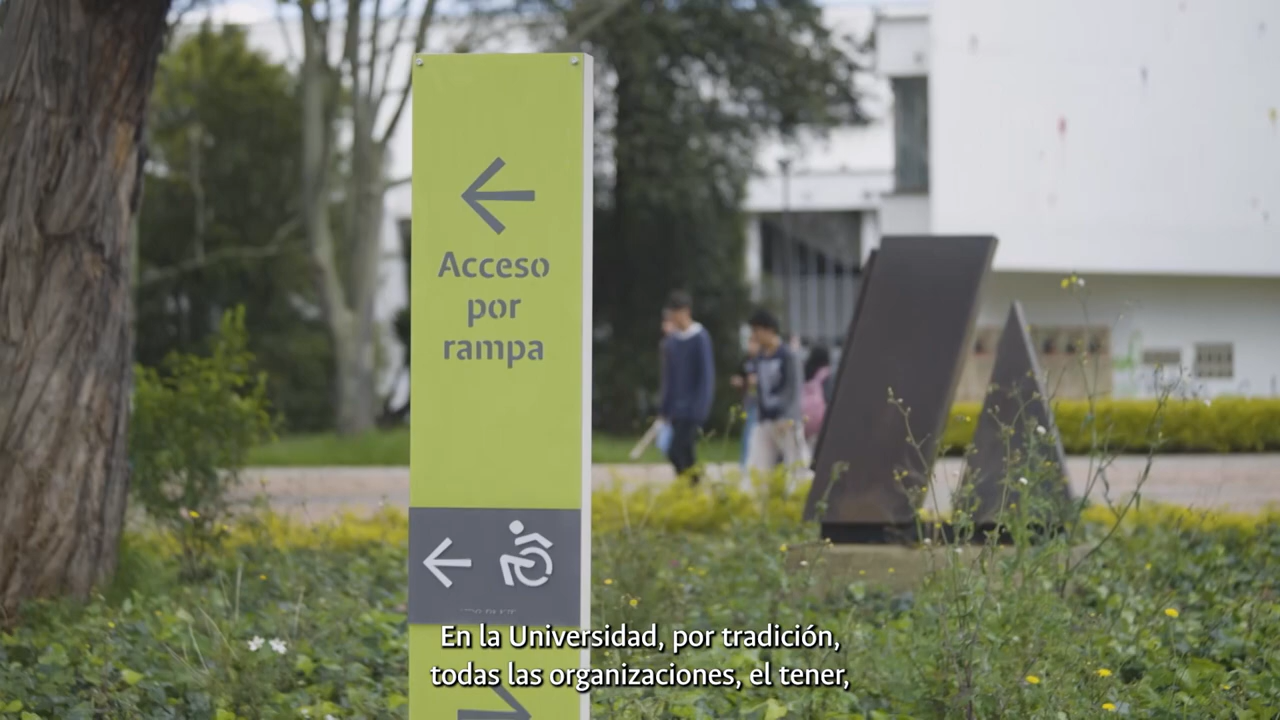 Acceso
por
rampa
En la Universidad, por tradición,
todas las organizaciones, el tener,